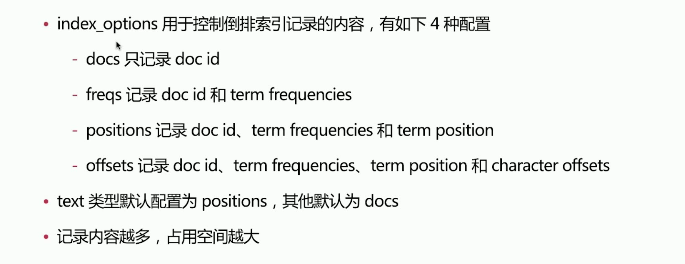 • index_options 用于控制倒排索引记录的内容，有如下 4 种配置
- docs 只记录 doc id
- freqs 记录 doc id 和 term frequencies
- positions 记录 doc id、term frequencies 和 term position
- offsets 记录 doc id、term frequencies、term position 和 character offsets
• text 类型默认配置为 positions，其他默认为 docs
• 记录内容越多，占用空间越大